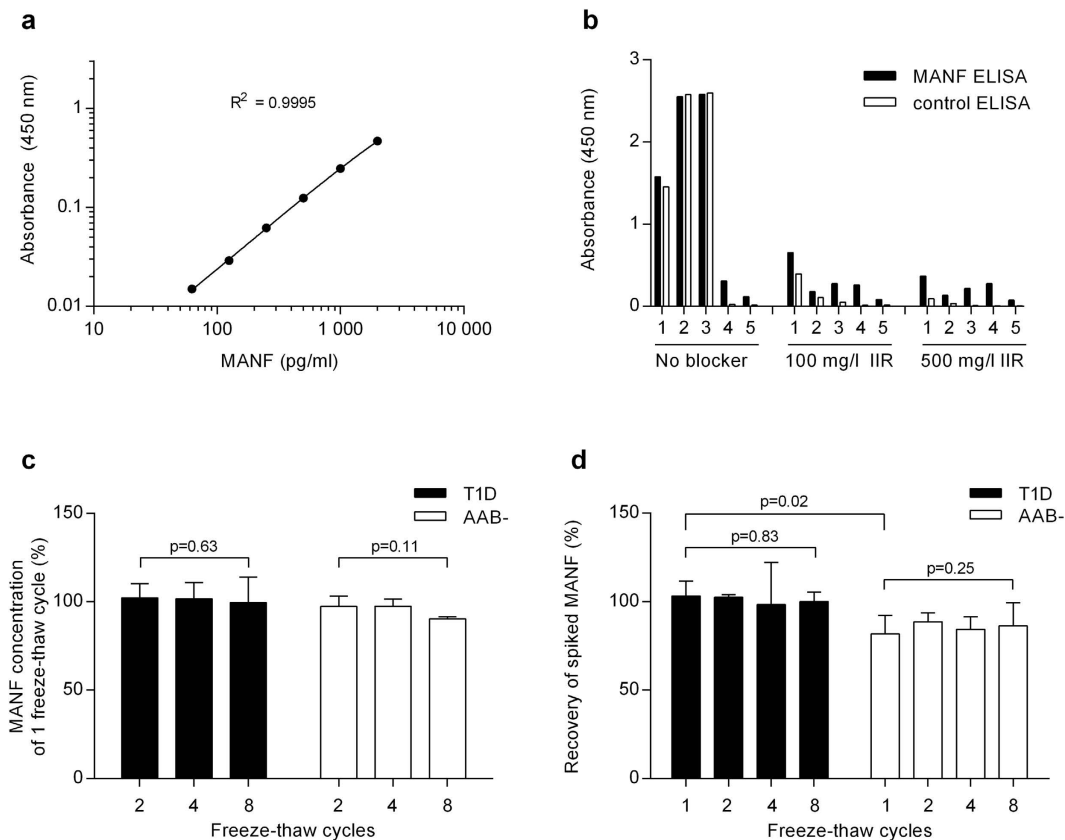 a
Absorbance (450 nm)
1
0.1
0.01
R2 = 0.9995
10
100
1 000
10 000
MANF (pg/ml)
b
Absorbance (450 nm)
3
2
1
0
MANF ELISA
control ELISA
1 2 3 4 5
1 2 3 4 5
1 2 3 4 5
No blocker
100 mg/l IIR
500 mg/l IIR
c
MANF concentration
of 1 freeze-thaw cycle (%)
150
100
50
0
T1D
AAB-
p=0.63
p=0.11
2 4 8
2 4 8
Freeze-thaw cycles
d
Recovery of spiked MANF (%)
150
100
50
0
T1D
AAB-
p=0.02
p=0.83
p=0.25
1 2 4 8
1 2 4 8
Freeze-thaw cycles